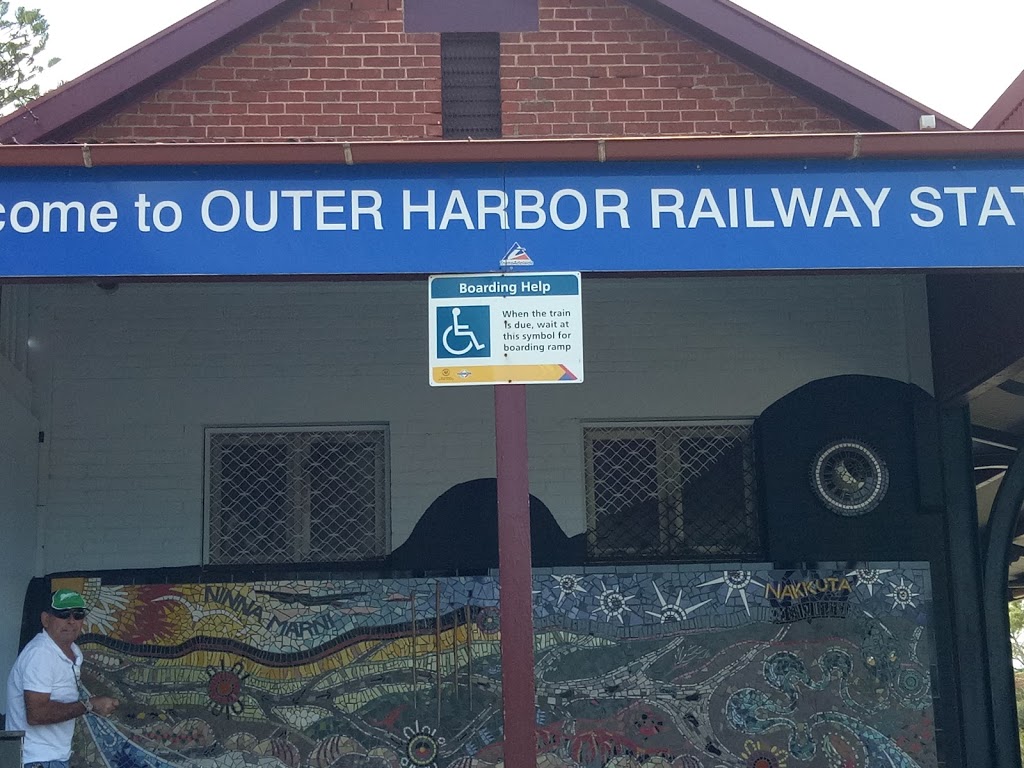 come to OUTER HARBOR RAILWAY STAT
Boarding Help
When the train
is due, wait at
this symbol for
boarding ramp
NINNA
MARNI
NAKKUTA